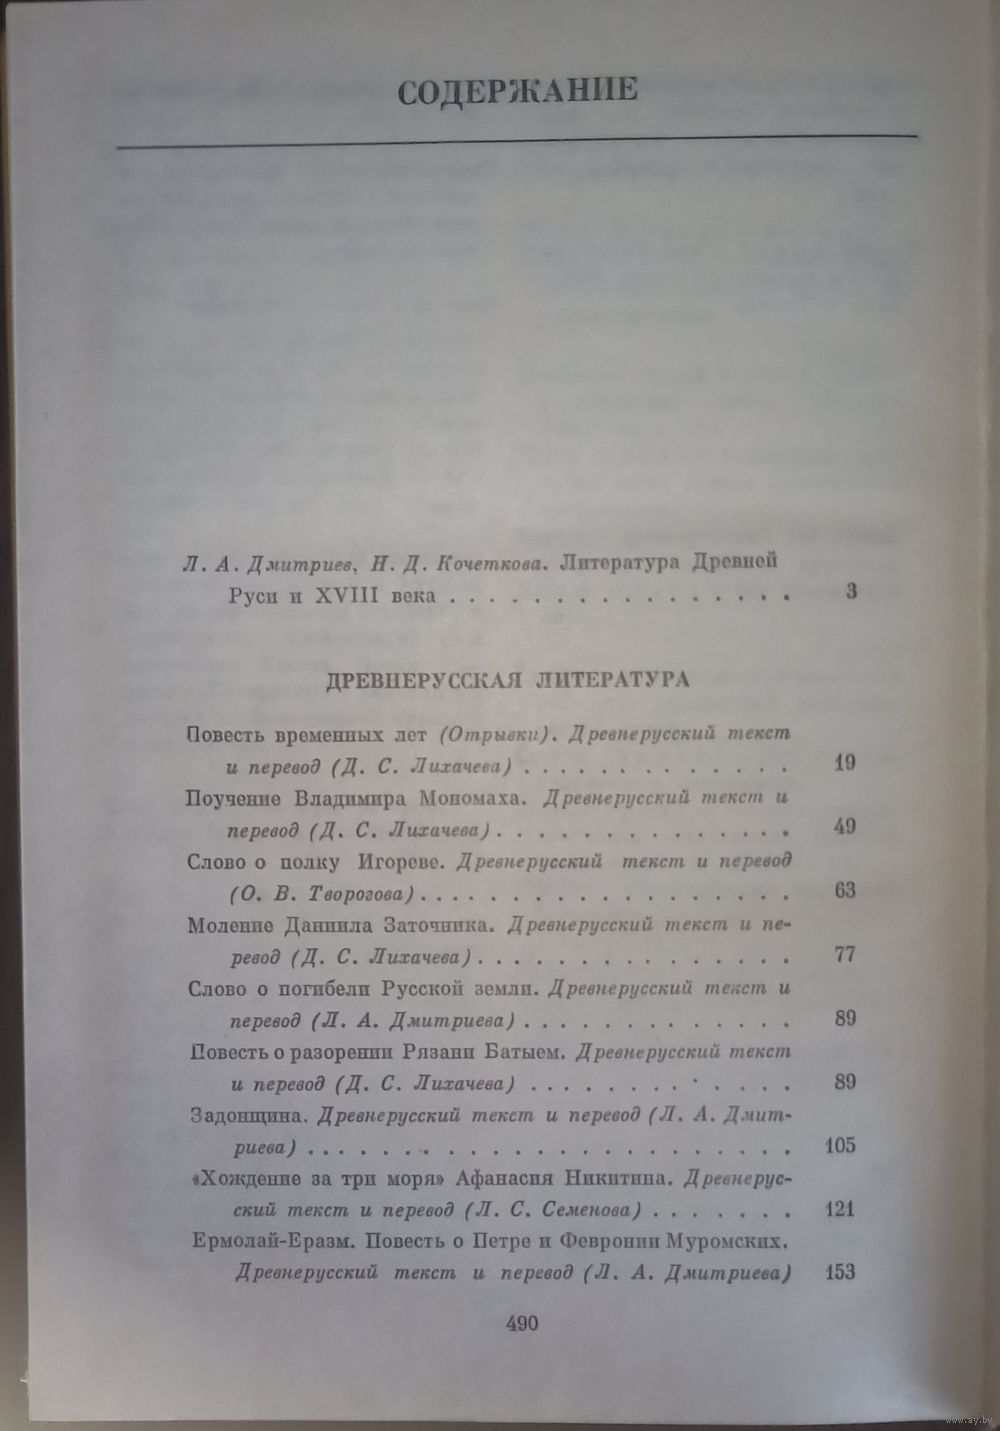 СОДЕРЖАНИЕ
Л. А. Дмитриев, Н. Д. Кочеткова. Литература Древней
Руси и XVIII века . . . . . . . . . . . . . . . . 3
ДРЕВНЕРУССКАЯ ЛИТЕРАТУРА
Повесть временных лет (Отрывки). Древнерусский текст
и перевод (Д. С. Лихачева) . . . . . . . . . . . . . 19
Поучение Владимира Мономаха. Древнерусский текст и
перевод (Д. С. Лихачева) . . . . . . . . . . . . . . 49
Слово о полку Игореве. Древнерусский текст и перевод
(О. В. Творогова) . . . . . . . . . . . . . . . . . 63
Моление Даниила Заточника. Древнерусский текст и пе-
ревод (Д. С. Лихачева) . . . . . . . . . . . . . . . 77
Слово о погибели Русской земли. Древнерусский текст и
перевод (Л. А. Дмитриева) . . . . . . . . . . . . . 89
Повесть о разорении Рязани Батыем. Древнерусский текст
и перевод (Д. С. Лихачева) . . . . . . . . . . . . 89
Задонщина. Древнерусский текст и перевод (Л. А. Дмит-
риева) . . . . . . . . . . . . . . . . . . . . . . 105
«Хождение за три моря» Афанасия Никитина. Древнерус-
ский текст и перевод (Л. С. Семенова) . . . . . . . 121
Ермолай-Еразм. Повесть о Петре и Февронии Муромских.
Древнерусский текст и перевод (Л. А. Дмитриева) 153
490
www.ay.by